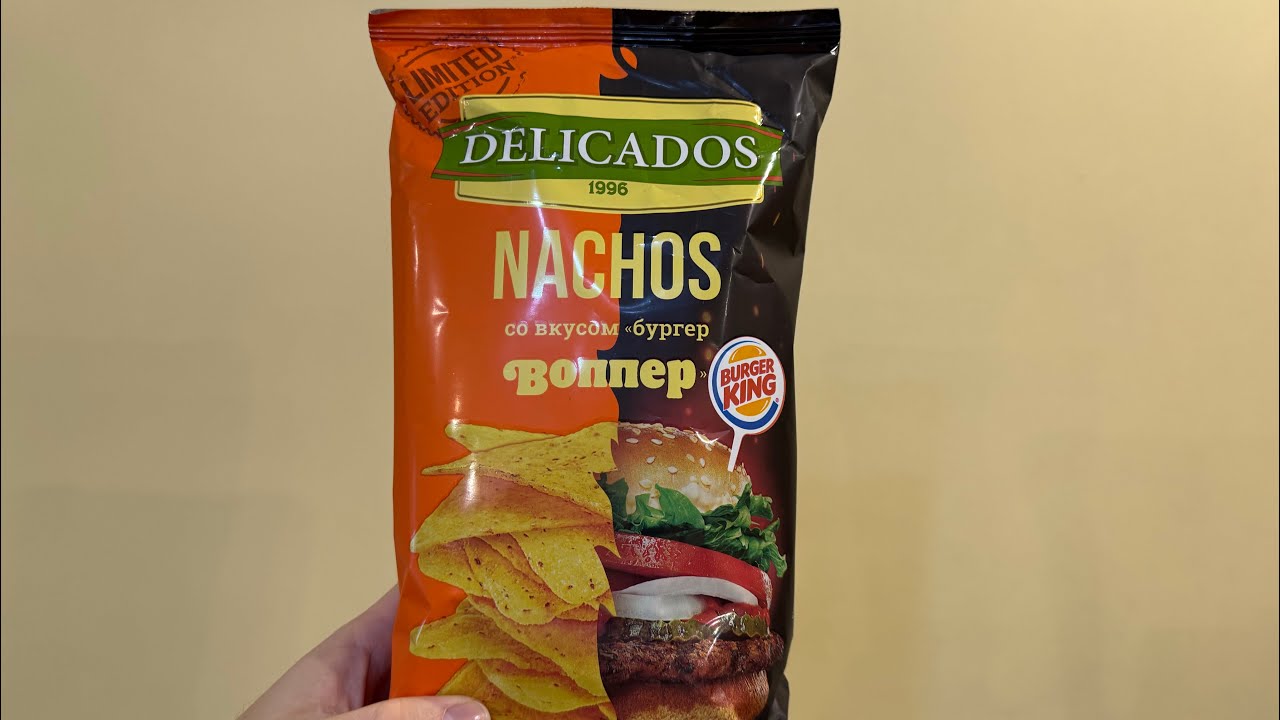 LIMITED
EDITION
DELICADOS
1996
NACHOS
со вкусом «бургер
Воппер»
BURGER
KING®